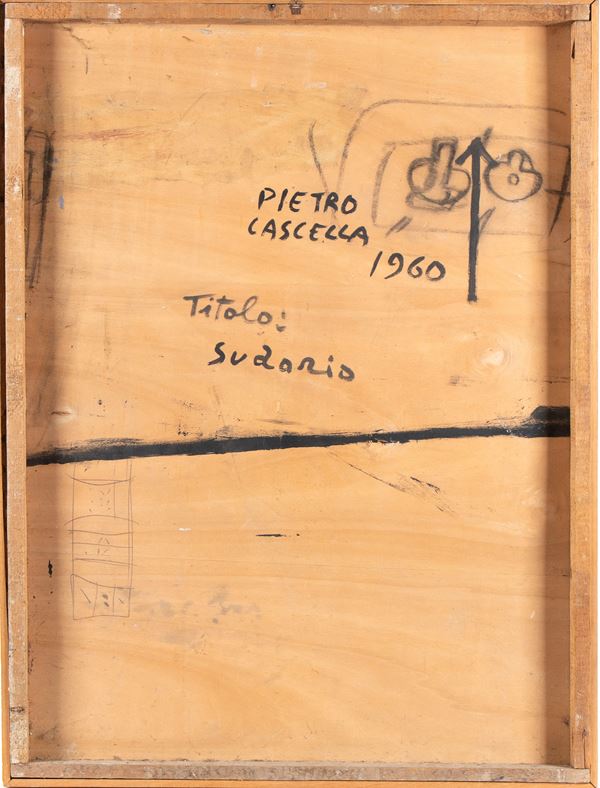 PIETRO
CASCELLA
1960
Titolo:
Sudario